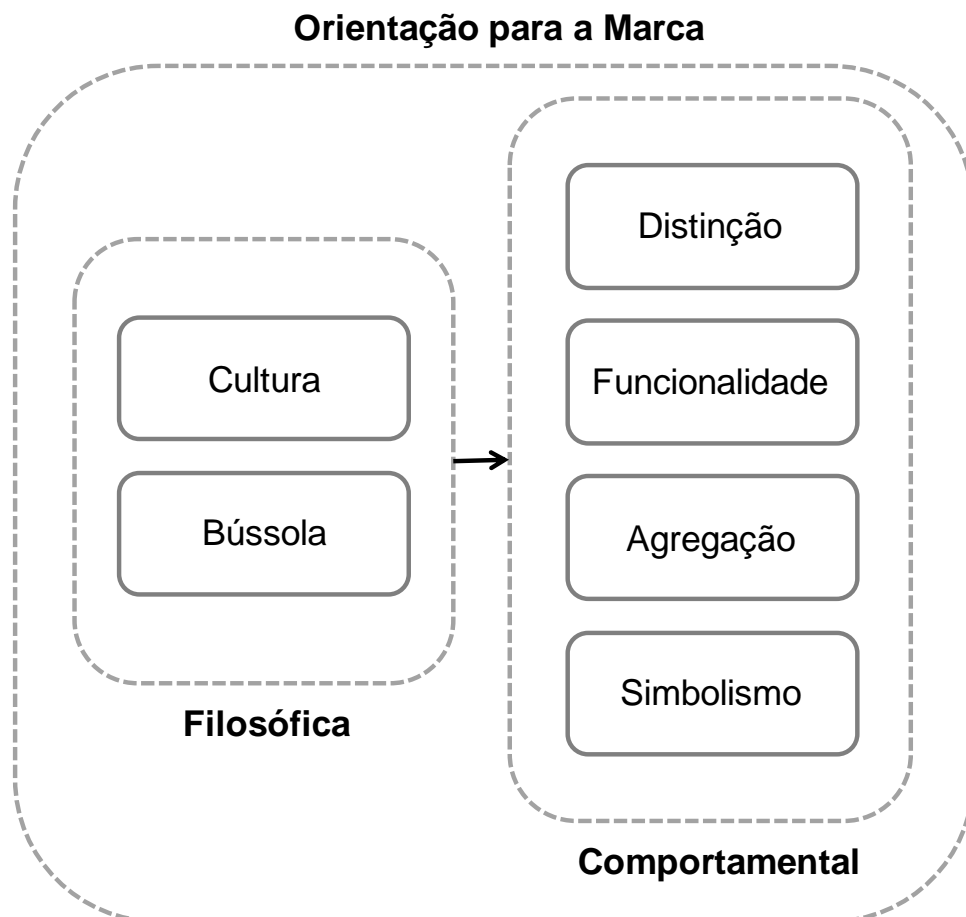 Orientação para a Marca
Cultura
Bússola
Filosófica
Distinção
Funcionalidade
Agregação
Simbolismo
Comportamental